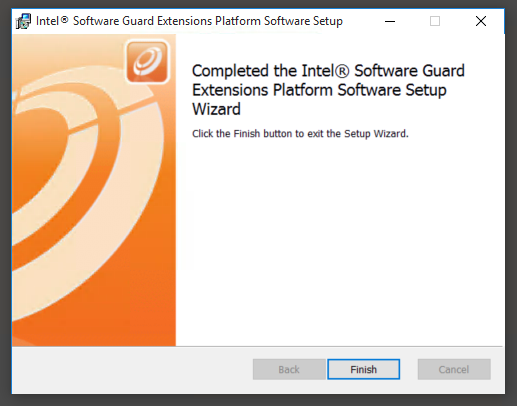 Intel® Software Guard Extensions Platform Software Setup
Completed the Intel® Software Guard
Extensions Platform Software Setup
Wizard
Click the Finish button to exit the Setup Wizard.
Back
Finish
Cancel